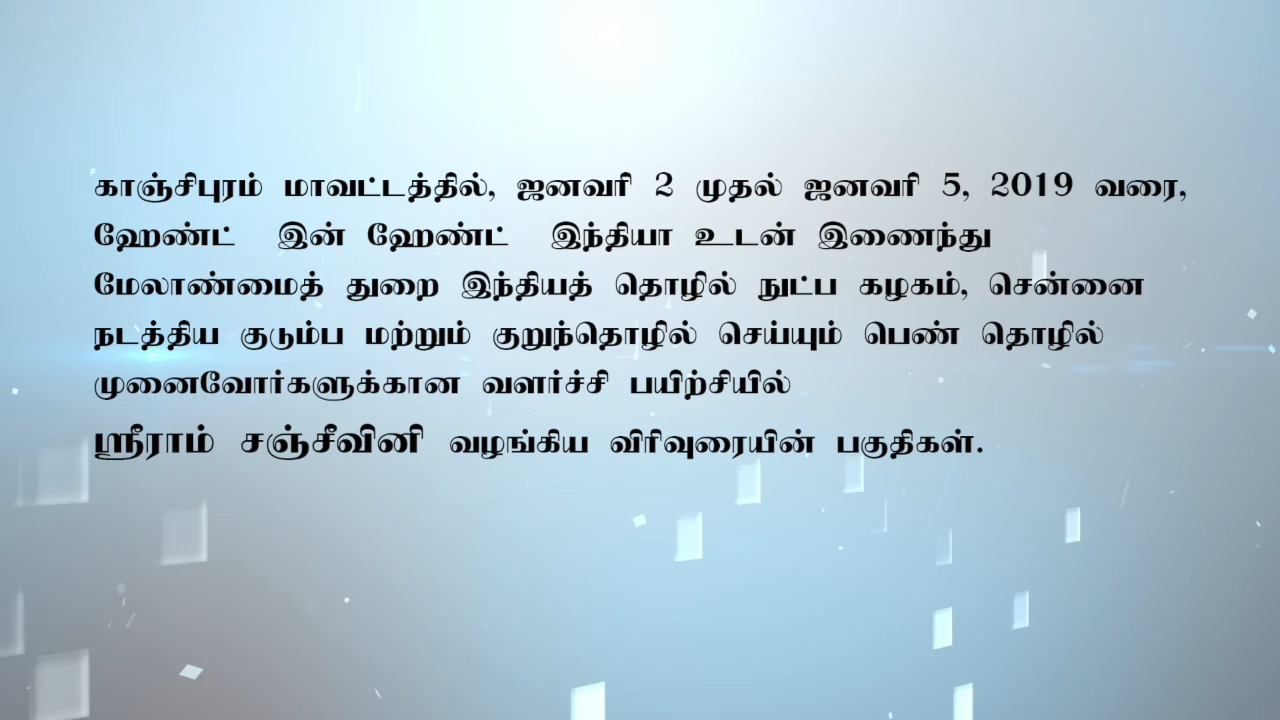 காஞ்சிபுரம் மாவட்டத்தில், ஜனவரி 2 முதல் ஜனவரி 5, 2019 வரை,
ஹேண்ட் இன் ஹேண்ட் இந்தியா உடன் இணைந்து
மேலாண்மைத் துறை இந்தியத் தொழில் நுட்ப கழகம், சென்னை
நடத்திய குடும்ப மற்றும் குறுந்தொழில் செய்யும் பெண் தொழில்
முனைவோர்களுக்கான வளர்ச்சி பயிற்சியில்
ஸ்ரீராம் சஞ்சீவினி வழங்கிய விரிவுரையின் பகுதிகள்.